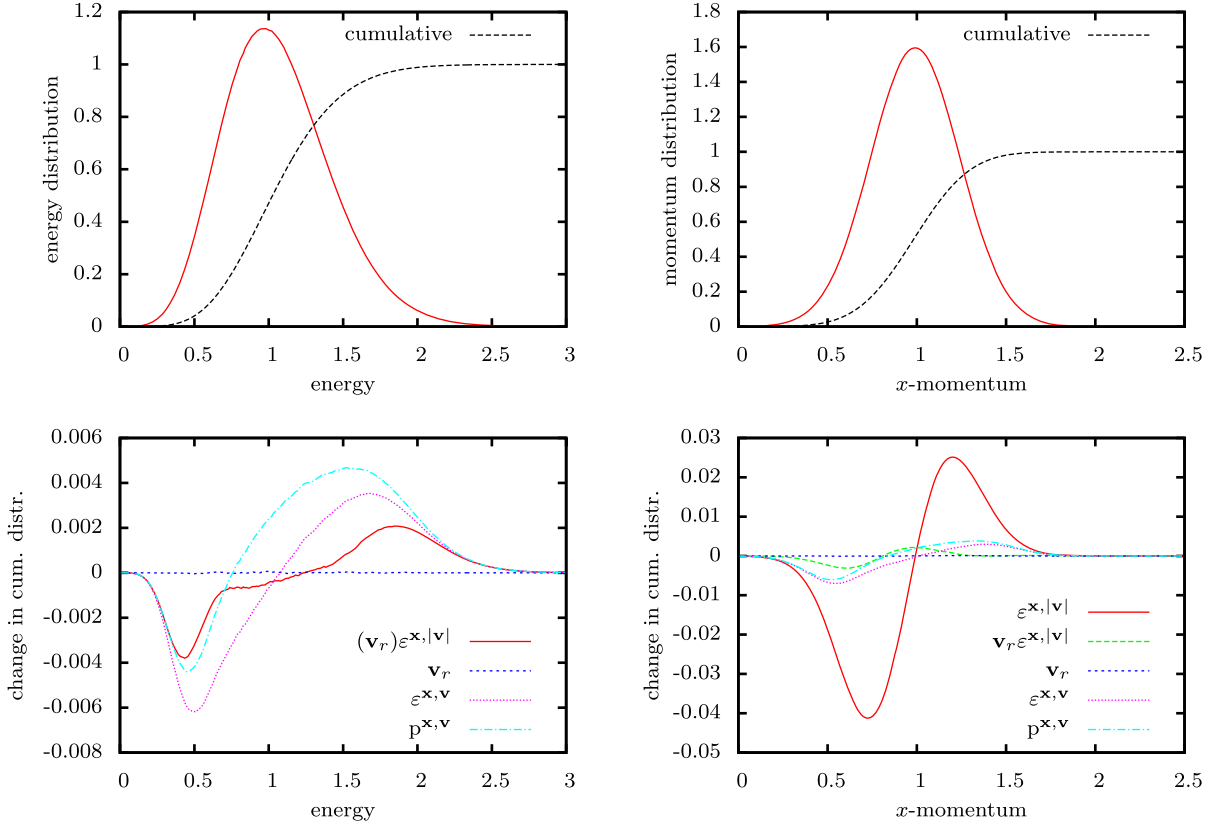 energy distribution
1.2
1
0.8
0.6
0.4
0.2
0
cumulative
0 0.5 1 1.5 2 2.5 3
energy
momentum distribution
1.8
1.6
1.4
1.2
1
0.8
0.6
0.4
0.2
0
cumulative
0 0.5 1 1.5 2 2.5
x-momentum
change in cum. distr.
0.006
0.004
0.002
0
-0.002
-0.004
-0.006
-0.008
(v_r)ε^{x,|v|}
v_r
ε^{x,v}
p^{x,v}
0 0.5 1 1.5 2 2.5 3
energy
change in cum. distr.
0.03
0.02
0.01
0
-0.01
-0.02
-0.03
-0.04
-0.05
ε^{x,|v|}
v_rε^{x,|v|}
v_r
ε^{x,v}
p^{x,v}
0 0.5 1 1.5 2 2.5
x-momentum